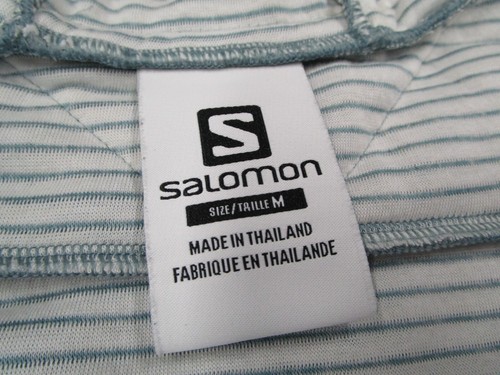 S
salomon
SIZE/TAILLE M
MADE IN THAILAND
FABRIQUE EN THAILANDE